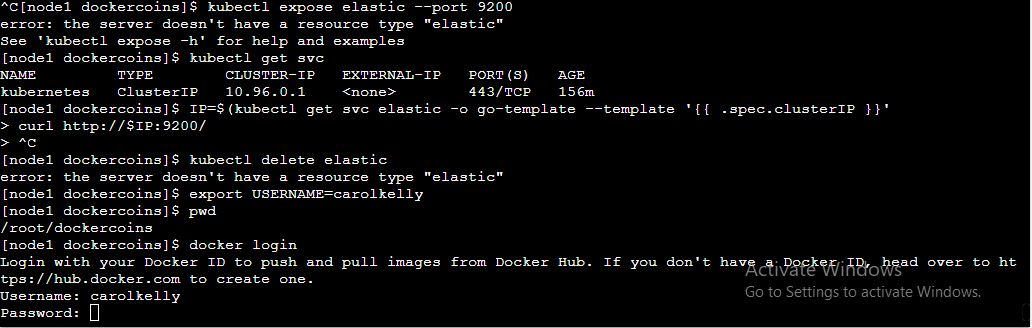 ^C[node1 dockercoins]$ kubectl expose elastic --port 9200
error: the server doesn't have a resource type "elastic"
See 'kubectl expose -h' for help and examples
[node1 dockercoins]$ kubectl get svc
NAME         TYPE        CLUSTER-IP   EXTERNAL-IP   PORT(S)   AGE
kubernetes   ClusterIP   10.96.0.1    <none>        443/TCP   156m
[node1 dockercoins]$ IP=$(kubectl get svc elastic -o go-template --template '{{ .spec.clusterIP }}'
> curl http://$IP:9200/
> ^C
[node1 dockercoins]$ kubectl delete elastic
error: the server doesn't have a resource type "elastic"
[node1 dockercoins]$ export USERNAME=carolkelly
[node1 dockercoins]$ pwd
/root/dockercoins
[node1 dockercoins]$ docker login
Login with your Docker ID to push and pull images from Docker Hub. If you don't have a Docker ID, head over to ht
tps://hub.docker.com to create one.
Username: carolkelly
Password:
Activate Windows
Go to Settings to activate Windows.